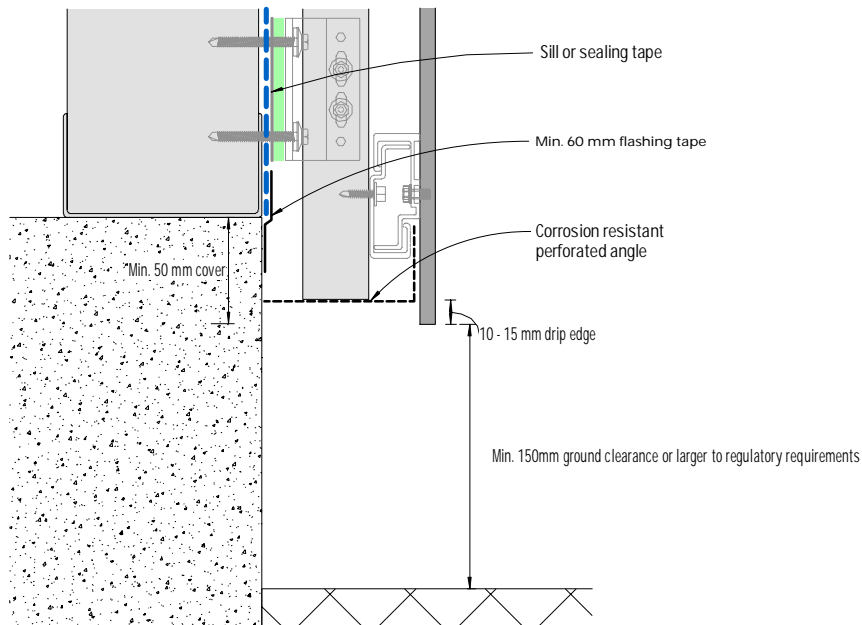 Sill or sealing tape
Min. 60 mm flashing tape
Corrosion resistant
perforated angle
Min. 50 mm cover
10 - 15 mm drip edge
Min. 150mm ground clearance or larger to regulatory requirements